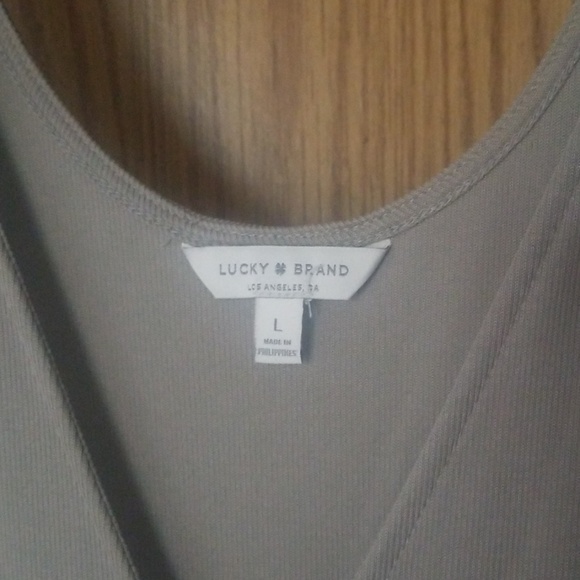 LUCKY BRAND
LOS ANGELES, CA
L
MADE IN
PHILIPPINES